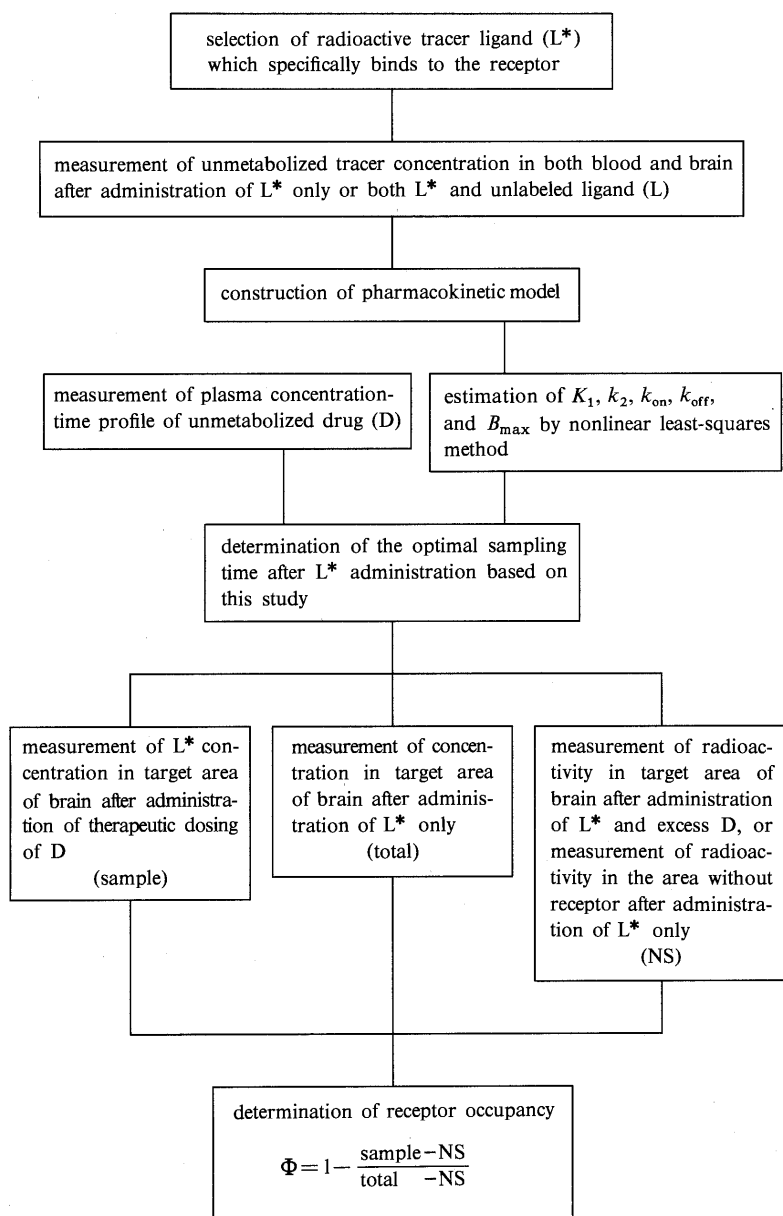 selection of radioactive tracer ligand (L*)
which specifically binds to the receptor
measurement of unmetabolized tracer concentration in both blood and brain
after administration of L* only or both L* and unlabeled ligand (L)
construction of pharmacokinetic model
measurement of plasma concentration-
time profile of unmetabolized drug (D)
estimation of K₁, k₂, kₒₙ, kₒff,
and Bₘₐₓ by nonlinear least-squares
method
determination of the optimal sampling
time after L* administration based on
this study
measurement of L* con-
centration in target area
of brain after administra-
tion of therapeutic dosing
of D
(sample)
measurement of concen-
tration in target area
of brain after adminis-
tration of L* only
(total)
measurement of radioac-
tivity in target area of
brain after administration
of L* and excess D, or
measurement of radioac-
tivity in the area without
receptor after administra-
tion of L* only
(NS)
determination of receptor occupancy
Φ=1− sample−NS
total −NS